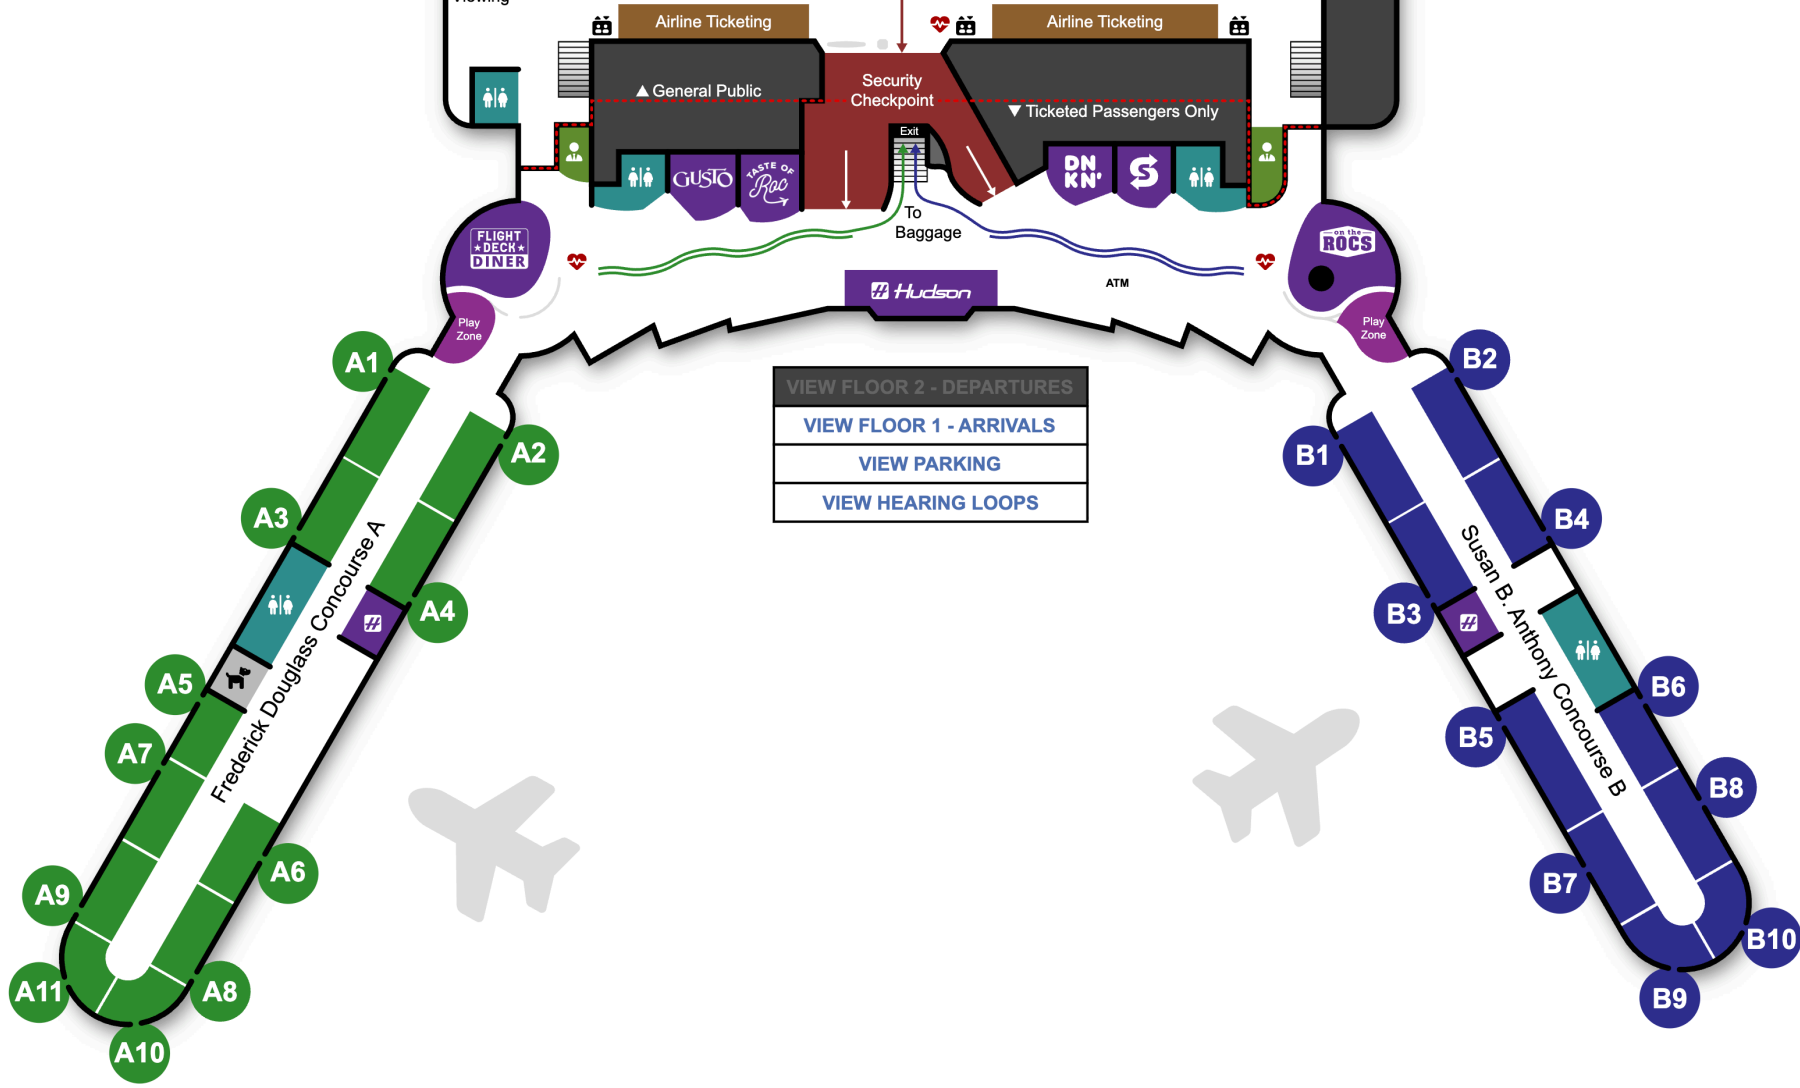 Viewing
Airline Ticketing
Airline Ticketing
Security
Checkpoint
▲ General Public
▼ Ticketed Passengers Only
Exit
GUSTO
TASTE OF
Roc
DN
KN'
S
To
Baggage
FLIGHT
★DECK★
DINER
on the
ROCS
ATM
H Hudson
Play
Zone
Play
Zone
A1
B2
VIEW FLOOR 2 - DEPARTURES
VIEW FLOOR 1 - ARRIVALS
VIEW PARKING
VIEW HEARING LOOPS
A2
B1
A3
B4
Frederick Douglass Concourse A
Susan B. Anthony Concourse B
A4
H
B3
H
A5
B6
A7
B5
B8
A6
A9
B7
B10
A11
A8
B9
A10